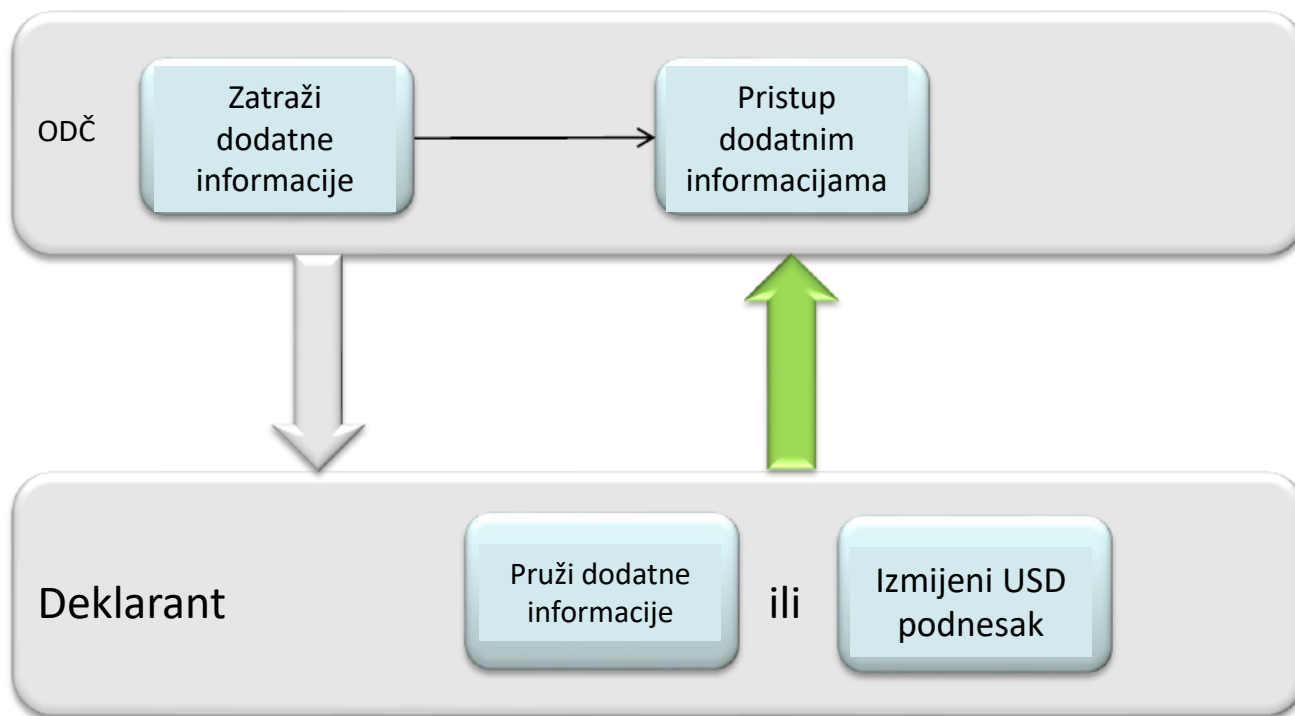 ODČ
Zatraži
dodatne
informacije
Pristup
dodatnim
informacijama
Deklarant
Pruži dodatne
informacije
ili
Izmijeni USD
podnesak